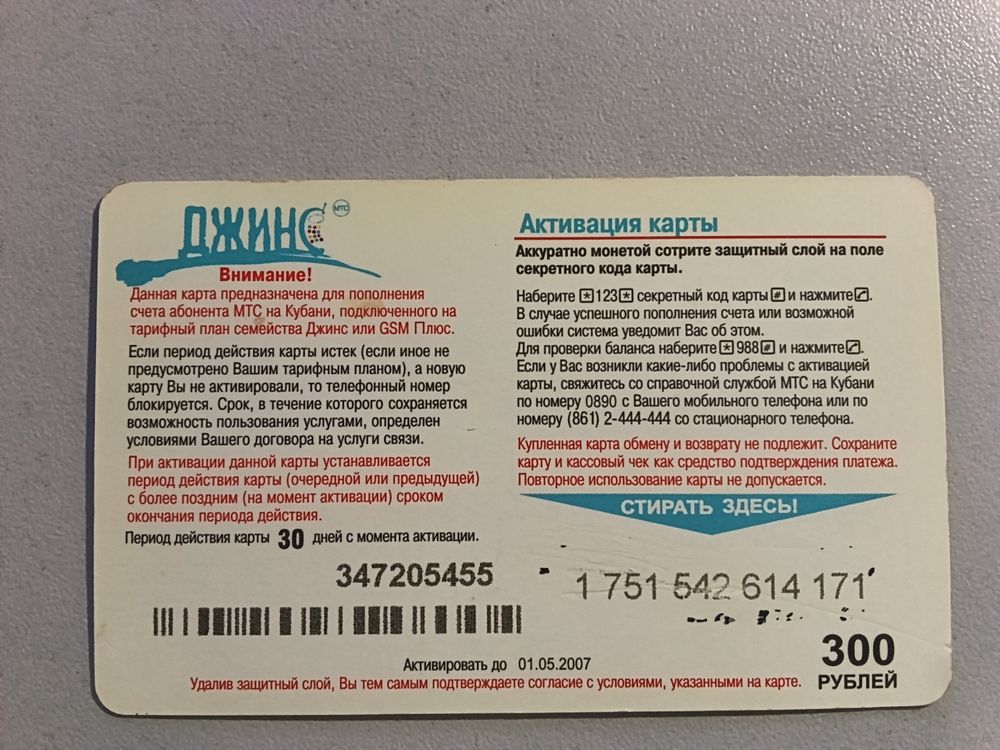 ДЖИНС МТС
Внимание!
Данная карта предназначена для пополнения
счета абонента МТС на Кубани, подключенного на
тарифный план семейства Джинс или GSM Плюс.
Если период действия карты истек (если иное не
предусмотрено Вашим тарифным планом), а новую
карту Вы не активировали, то телефонный номер
блокируется. Срок, в течение которого сохраняется
возможность пользования услугами, определен
условиями Вашего договора на услуги связи.
При активации данной карты устанавливается
период действия карты (очередной или предыдущей)
с более поздним (на момент активации) сроком
окончания периода действия.
Период действия карты 30 дней с момента активации.
347205455
Активация карты
Аккуратно монетой сотрите защитный слой на поле
секретного кода карты.
Наберите *123* секретный код карты # и нажмите.
В случае успешного пополнения счета или возможной
ошибки система уведомит Вас об этом.
Для проверки баланса наберите *988# и нажмите.
Если у Вас возникли какие-либо проблемы с активацией
карты, свяжитесь со справочной службой МТС на Кубани
по номеру 0890 с Вашего мобильного телефона или по
номеру (861) 2-444-444 со стационарного телефона.
Купленная карта обмену и возврату не подлежит. Сохраните
карту и кассовый чек как средство подтверждения платежа.
Повторное использование карты не допускается.
СТИРАТЬ ЗДЕСЬ!
1 751 542 614 171
300
РУБЛЕЙ
Активировать до 01.05.2007
Удалив защитный слой, Вы тем самым подтверждаете согласие с условиями, указанными на карте.